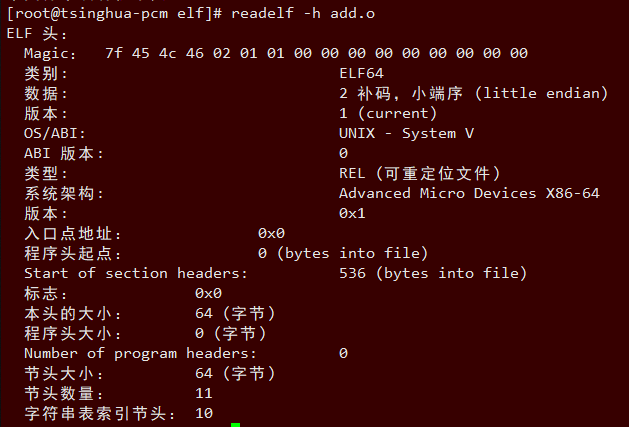 [root@tsinghua-pcm elf]# readelf -h add.o
ELF 头：
Magic： 7f 45 4c 46 02 01 01 00 00 00 00 00 00 00 00 00
类别: ELF64
数据: 2 补码，小端序 (little endian)
版本: 1 (current)
OS/ABI: UNIX - System V
ABI 版本: 0
类型: REL (可重定位文件)
系统架构: Advanced Micro Devices X86-64
版本: 0x1
入口点地址： 0x0
程序头起点： 0 (bytes into file)
Start of section headers: 536 (bytes into file)
标志： 0x0
本头的大小： 64 (字节)
程序头大小： 0 (字节)
Number of program headers: 0
节头大小： 64 (字节)
节头数量： 11
字符串表索引节头： 10